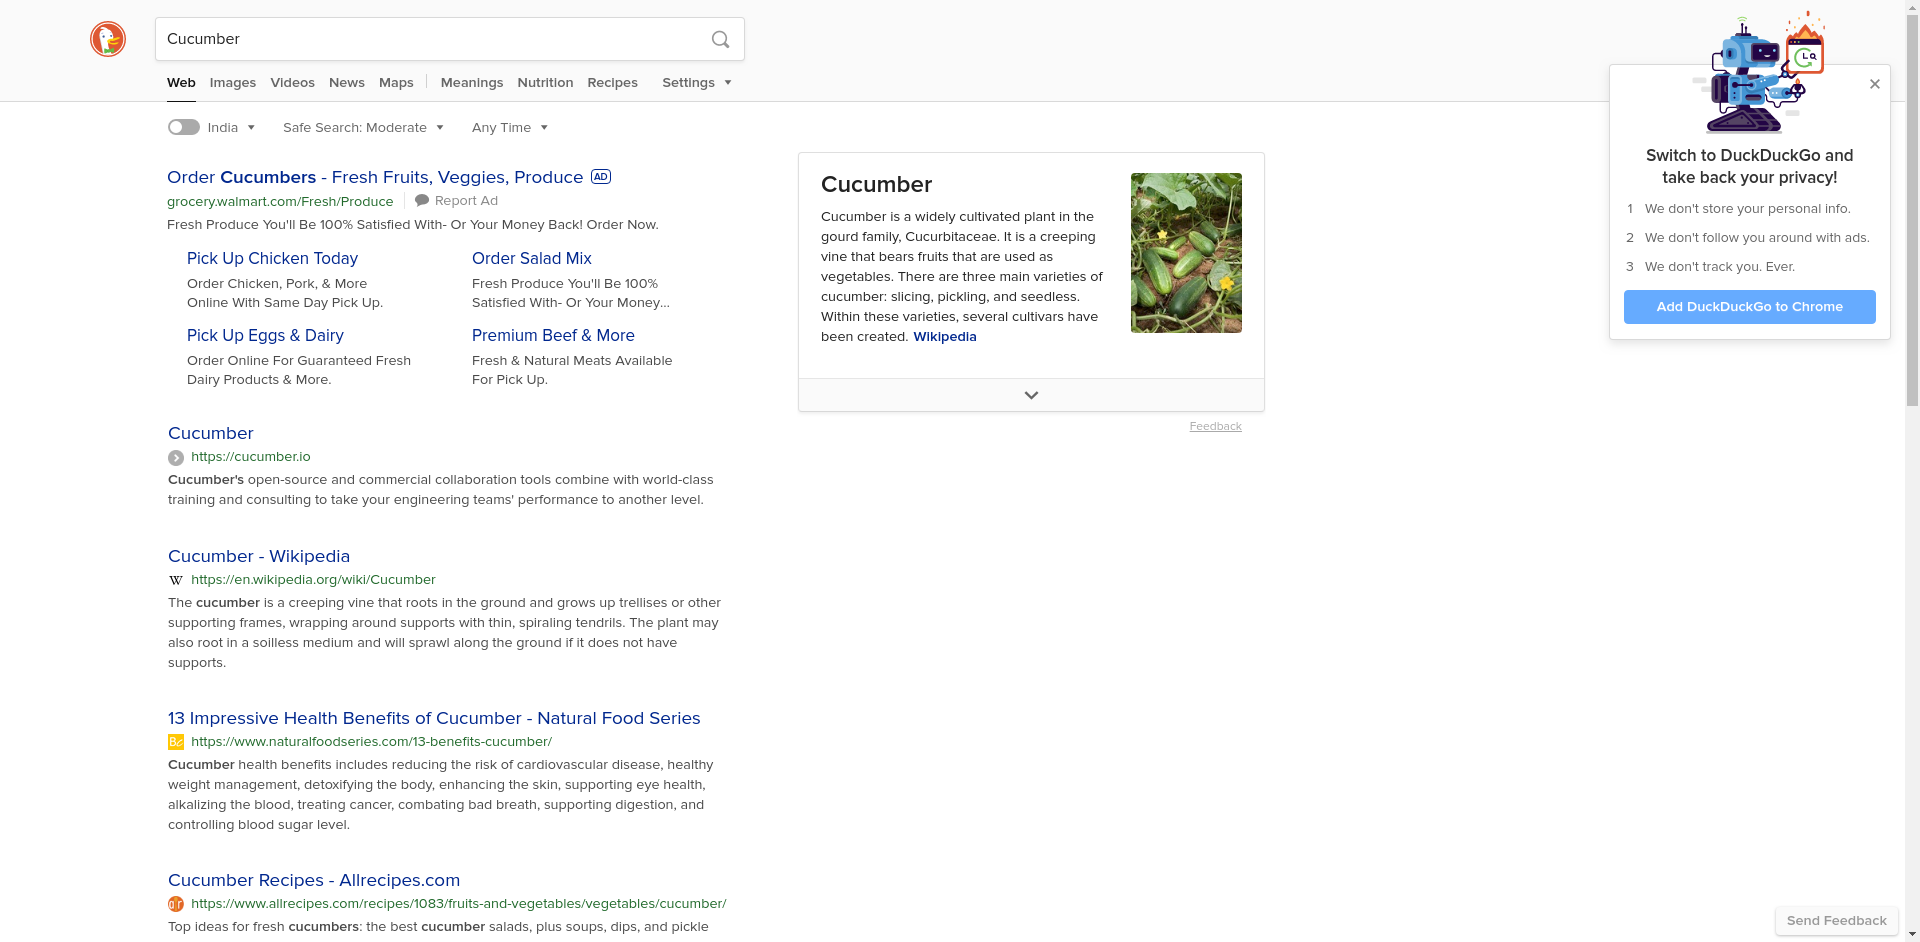 Cucumber
Web Images Videos News Maps Meanings Nutrition Recipes Settings
India Safe Search: Moderate Any Time
Order Cucumbers - Fresh Fruits, Veggies, Produce AD
grocery.walmart.com/Fresh/Produce Report Ad
Fresh Produce You'll Be 100% Satisfied With- Or Your Money Back! Order Now.
Pick Up Chicken Today
Order Chicken, Pork, & More
Online With Same Day Pick Up.
Order Salad Mix
Fresh Produce You'll Be 100%
Satisfied With- Or Your Money...
Pick Up Eggs & Dairy
Order Online For Guaranteed Fresh
Dairy Products & More.
Premium Beef & More
Fresh & Natural Meats Available
For Pick Up.
Cucumber
https://cucumber.io
Cucumber's open-source and commercial collaboration tools combine with world-class
training and consulting to take your engineering teams' performance to another level.
Cucumber - Wikipedia
W https://en.wikipedia.org/wiki/Cucumber
The cucumber is a creeping vine that roots in the ground and grows up trellises or other
supporting frames, wrapping around supports with thin, spiraling tendrils. The plant may
also root in a soilless medium and will sprawl along the ground if it does not have
supports.
13 Impressive Health Benefits of Cucumber - Natural Food Series
https://www.naturalfoodseries.com/13-benefits-cucumber/
Cucumber health benefits includes reducing the risk of cardiovascular disease, healthy
weight management, detoxifying the body, enhancing the skin, supporting eye health,
alkalizing the blood, treating cancer, combating bad breath, supporting digestion, and
controlling blood sugar level.
Cucumber Recipes - Allrecipes.com
https://www.allrecipes.com/recipes/1083/fruits-and-vegetables/vegetables/cucumber/
Top ideas for fresh cucumbers: the best cucumber salads, plus soups, dips, and pickle
Cucumber
Cucumber is a widely cultivated plant in the
gourd family, Cucurbitaceae. It is a creeping
vine that bears fruits that are used as
vegetables. There are three main varieties of
cucumber: slicing, pickling, and seedless.
Within these varieties, several cultivars have
been created. Wikipedia
Feedback
Switch to DuckDuckGo and
take back your privacy!
1 We don't store your personal info.
2 We don't follow you around with ads.
3 We don't track you. Ever.
Add DuckDuckGo to Chrome
Send Feedback